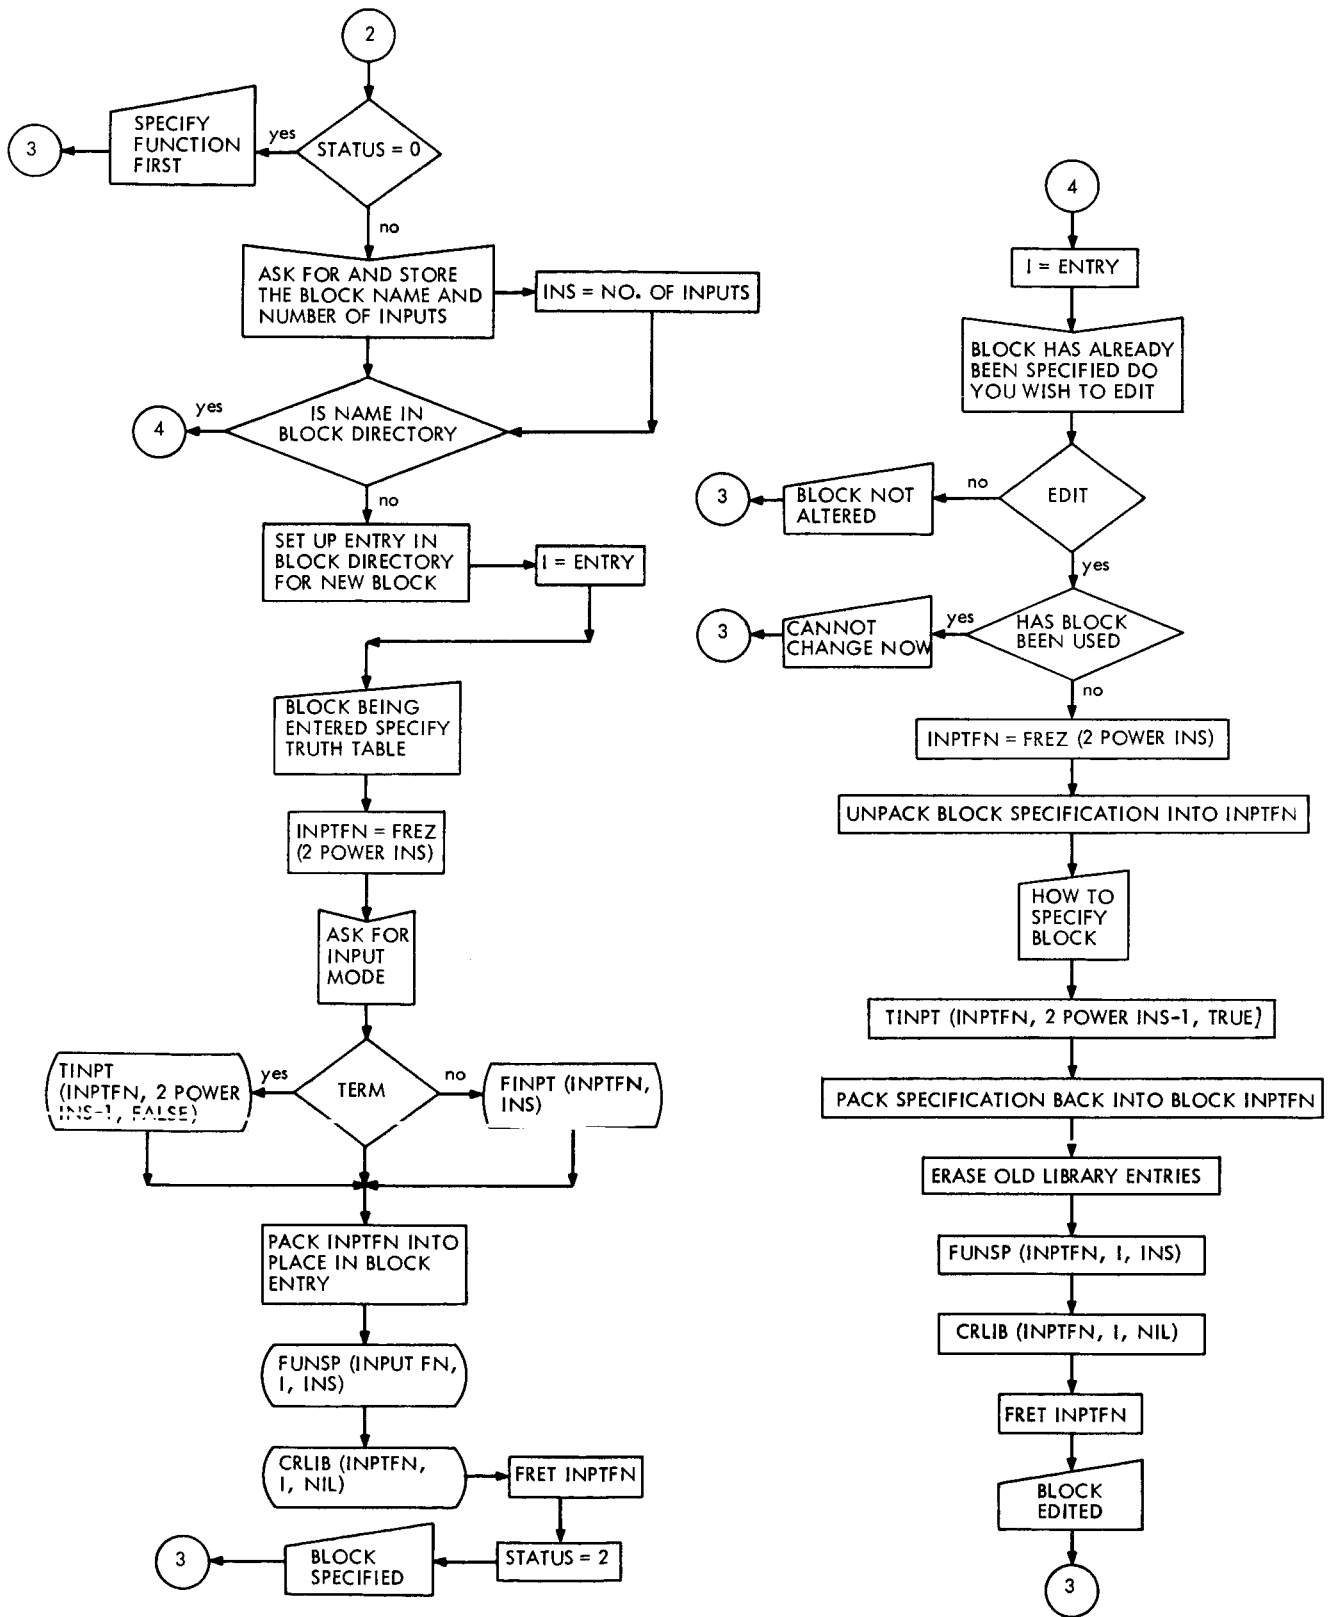 2
SPECIFY
FUNCTION
FIRST
yes
STATUS = 0
3
no
ASK FOR AND STORE
THE BLOCK NAME AND
NUMBER OF INPUTS
INS = NO. OF INPUTS
yes
4
IS NAME IN
BLOCK DIRECTORY
no
SET UP ENTRY IN
BLOCK DIRECTORY
FOR NEW BLOCK
I = ENTRY
BLOCK BEING
ENTERED SPECIFY
TRUTH TABLE
INPTFN = FREZ
(2 POWER INS)
ASK FOR
INPUT
MODE
TINPT
(INPTFN, 2 POWER
INS-1, FALSE)
yes
TERM
no
FINPT (INPTFN,
INS)
PACK INPTFN INTO
PLACE IN BLOCK
ENTRY
FUNSP (INPUT FN,
I, INS)
CRLIB (INPTFN,
I, NIL)
FRET INPTFN
STATUS = 2
BLOCK
SPECIFIED
3
4
I = ENTRY
BLOCK HAS ALREADY
BEEN SPECIFIED DO
YOU WISH TO EDIT
EDIT
no
BLOCK NOT
ALTERED
3
yes
HAS BLOCK
BEEN USED
yes
CANNOT
CHANGE NOW
3
no
INPTFN = FREZ (2 POWER INS)
UNPACK BLOCK SPECIFICATION INTO INPTFN
HOW TO
SPECIFY
BLOCK
TINPT (INPTFN, 2 POWER INS-1, TRUE)
PACK SPECIFICATION BACK INTO BLOCK INPTFN
ERASE OLD LIBRARY ENTRIES
FUNSP (INPTFN, I, INS)
CRLIB (INPTFN, I, NIL)
FRET INPTFN
BLOCK
EDITED
3